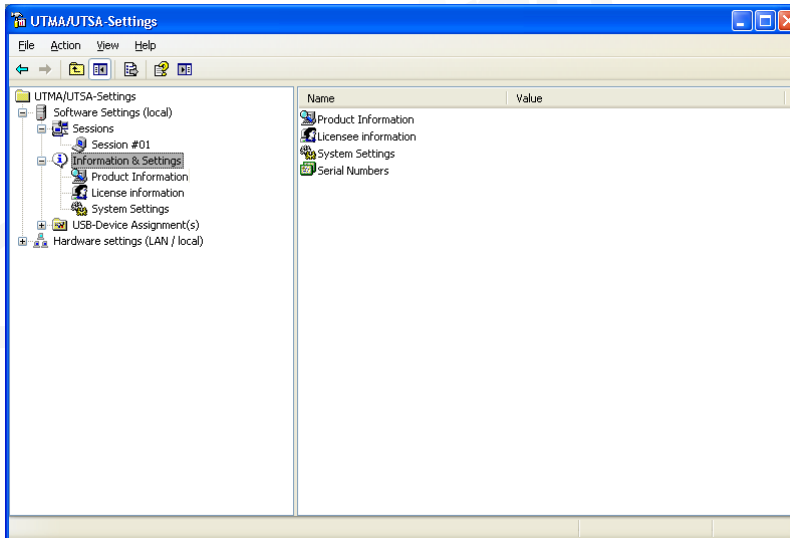 UTMA/UTSA-Settings
File Action View Help
UTMA/UTSA-Settings
Software Settings (local)
Sessions
Session #01
Information & Settings
Product Information
License information
System Settings
USB-Device Assignment(s)
Hardware settings (LAN / local)
Name Value
Product Information
Licensee information
System Settings
Serial Numbers